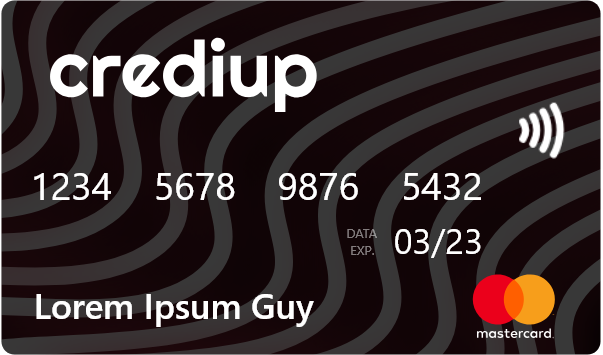 crediup
1234 5678 9876 5432
DATA
EXP. 03/23
Lorem Ipsum Guy
mastercard